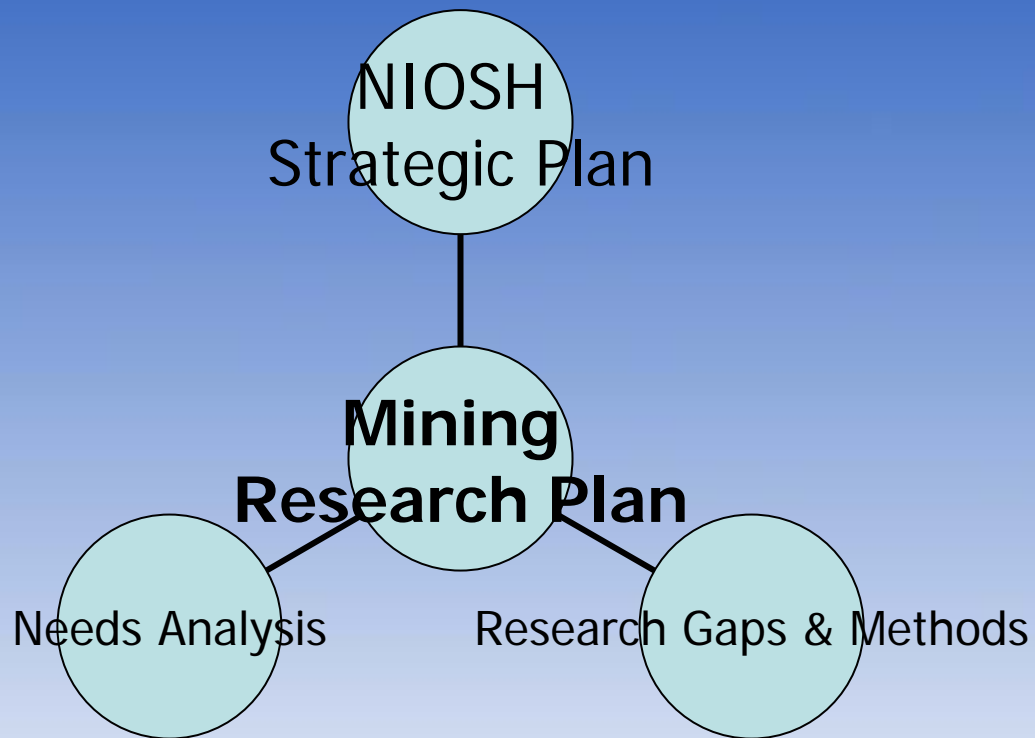 NIOSH
Strategic Plan
Mining
Research Plan
Needs Analysis
Research Gaps & Methods